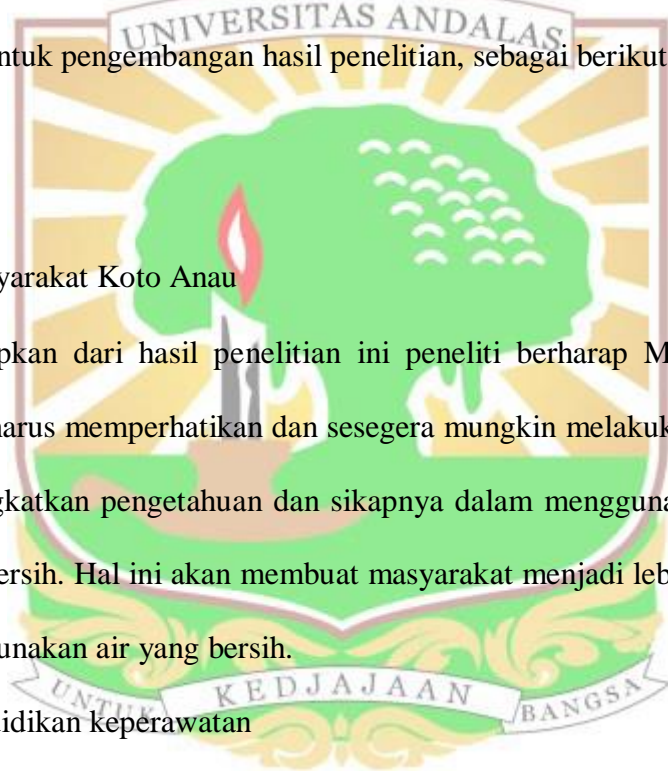 UNIVERSITAS ANDALAS
ntuk pengembangan hasil penelitian, sebagai berikut
yarakat Koto Anau
pkan dari hasil penelitian ini peneliti berharap M
harus memperhatikan dan sesegera mungkin melakuk
gkatkan pengetahuan dan sikapnya dalam mengguna
ersih. Hal ini akan membuat masyarakat menjadi leb
unakan air yang bersih.
UNTUK KEDJAJAAN BANGSA
didikan keperawatan